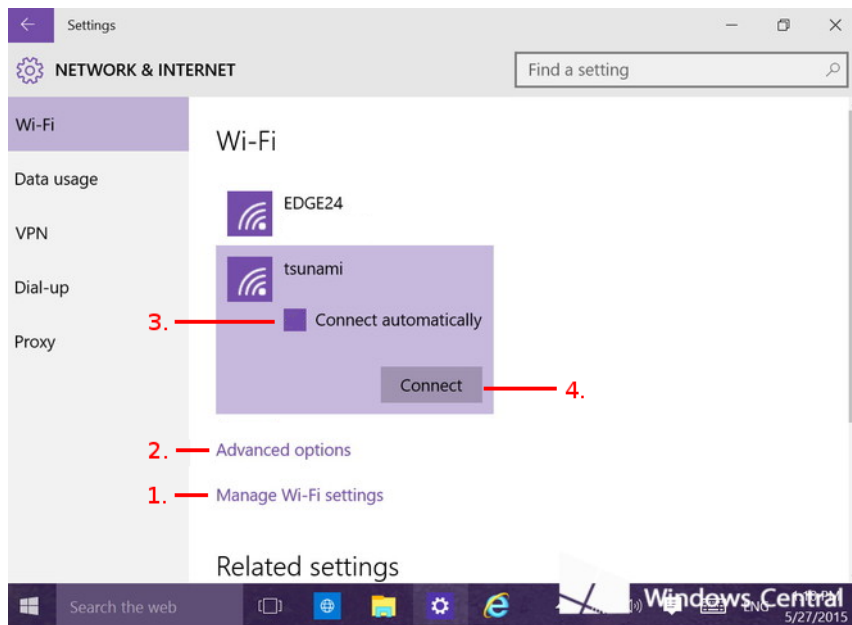 Settings
NETWORK & INTERNET
Find a setting
Wi-Fi
Data usage
VPN
Dial-up
Proxy
Wi-Fi
EDGE24
tsunami
3.
Connect automatically
Connect
4.
2.
Advanced options
1.
Manage Wi-Fi settings
Related settings
Search the web
Windows Central
ENG
5/27/2015